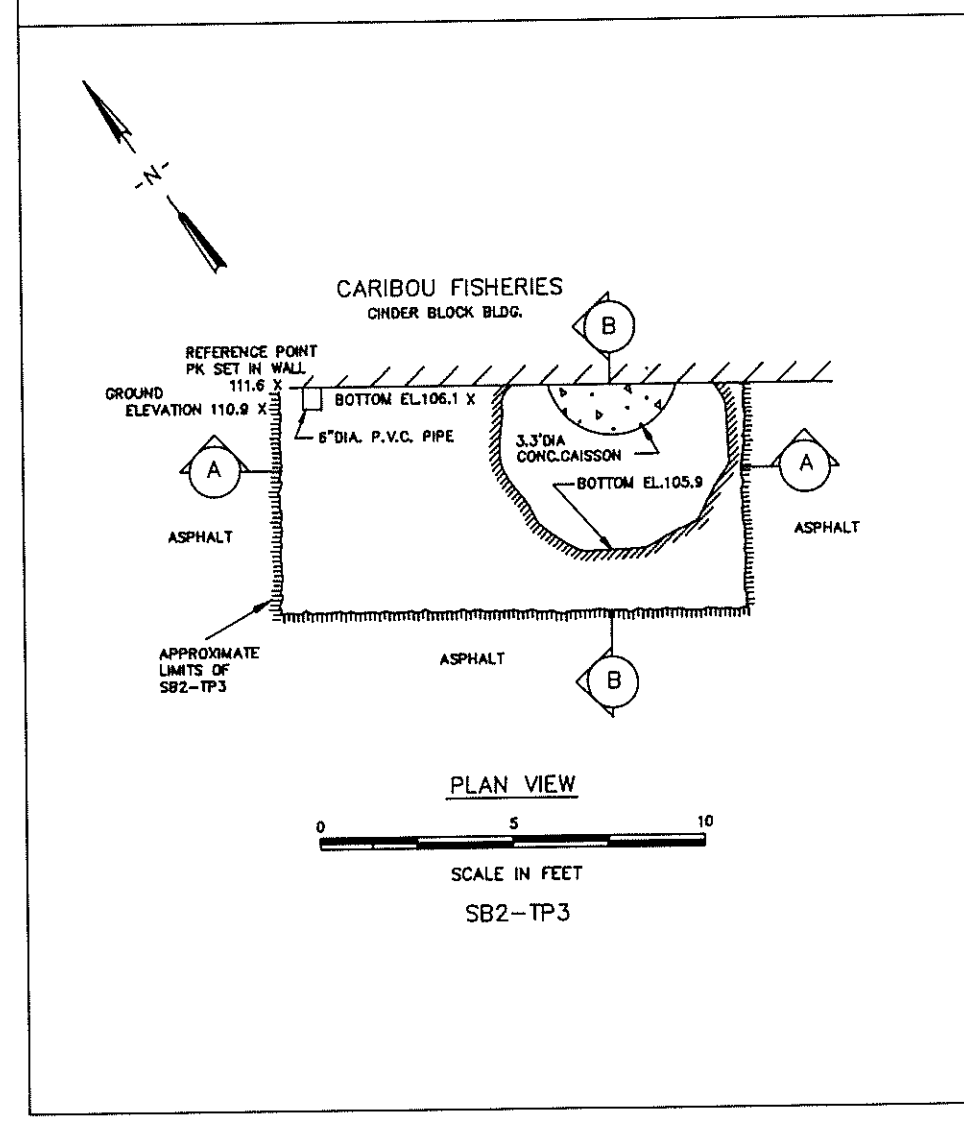 -N-
CARIBOU FISHERIES
CINDER BLOCK BLDG.
B
REFERENCE POINT
PK SET IN WALL
111.6 X
GROUND
ELEVATION 110.9 X
BOTTOM EL.106.1 X
6"DIA. P.V.C. PIPE
3.3'DIA
CONC.CAISSON
BOTTOM EL.105.9
A
A
ASPHALT
ASPHALT
APPROXIMATE
LIMITS OF
SB2-TP3
ASPHALT
B
PLAN VIEW
0 5 10
SCALE IN FEET
SB2-TP3